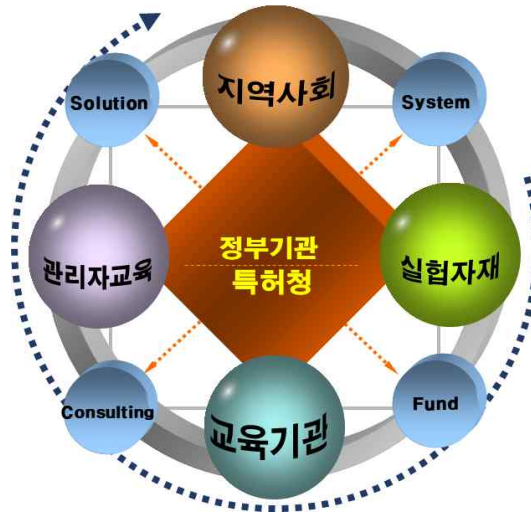 지역사회
Solution
System
관리자교육
정부기관
특허청
실험자재
Consulting
교육기관
Fund